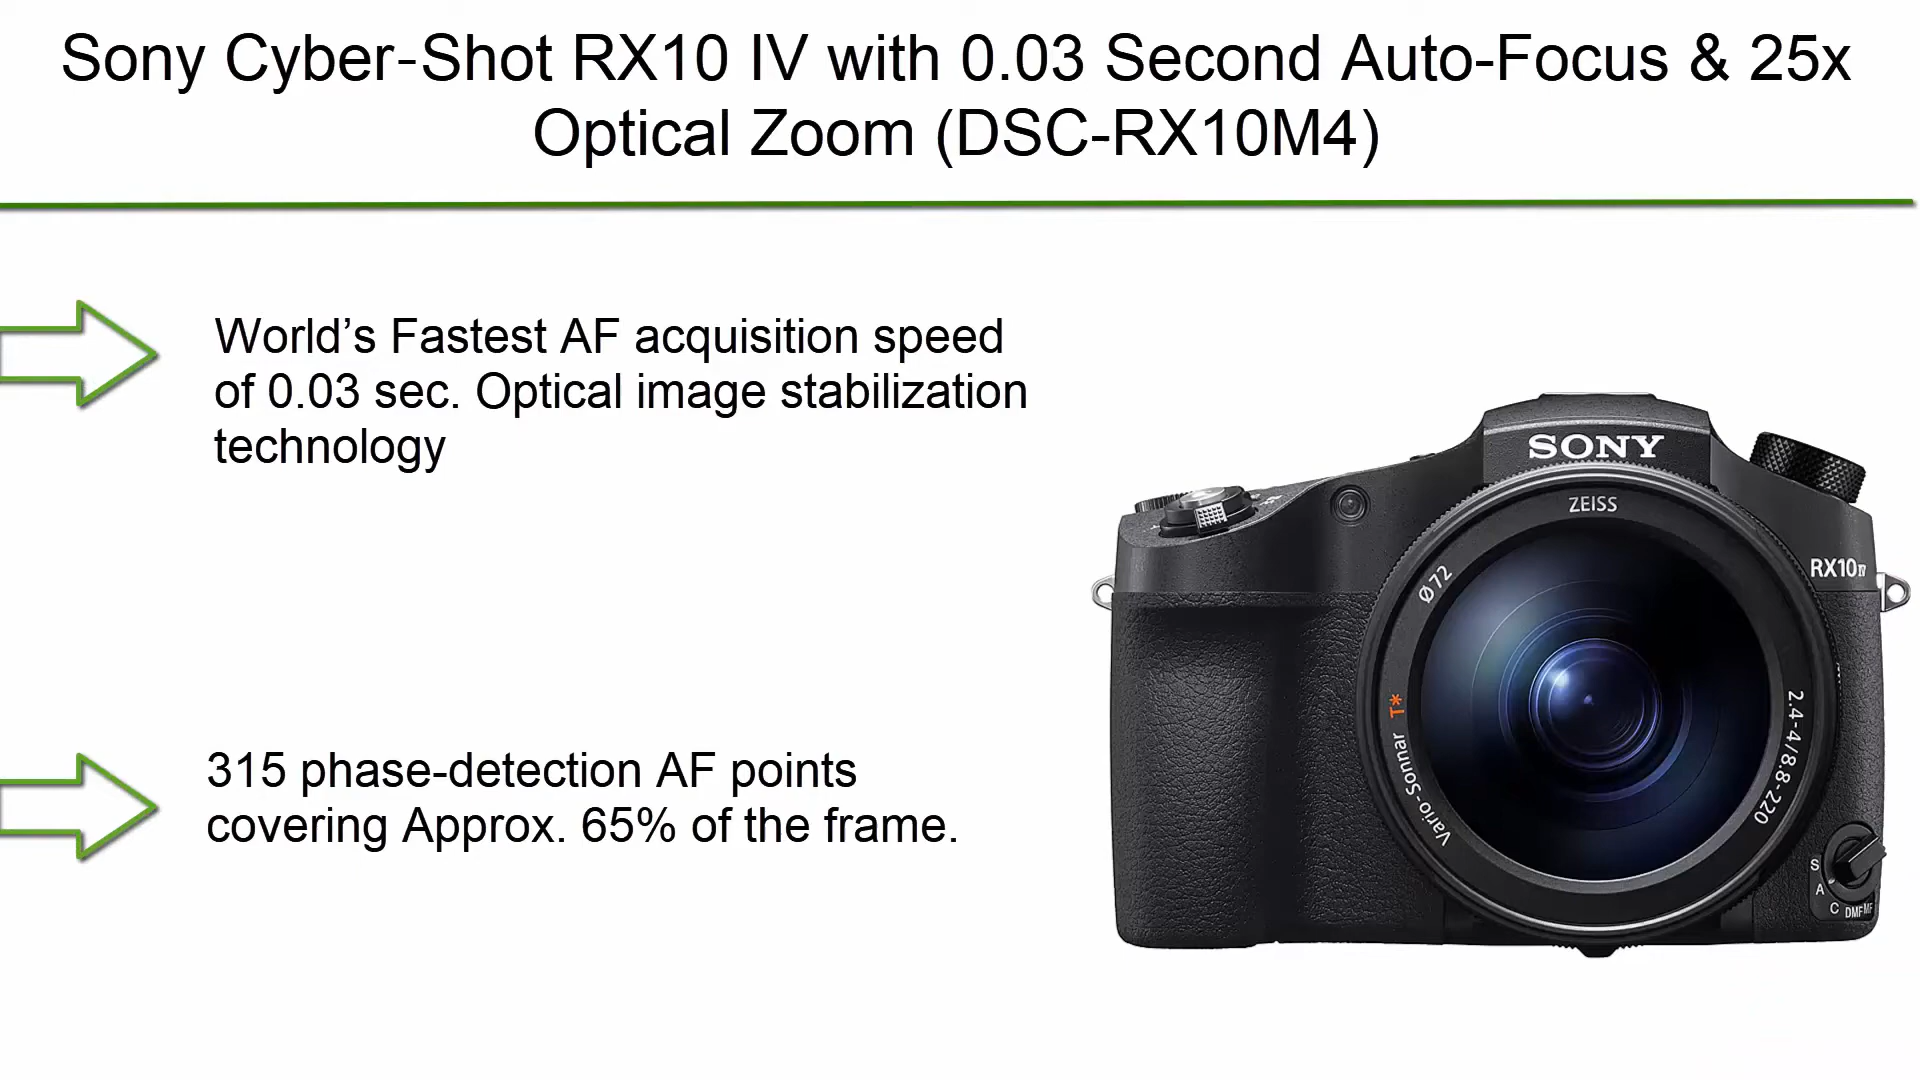 Sony Cyber-Shot RX10 IV with 0.03 Second Auto-Focus & 25x
Optical Zoom (DSC-RX10M4)
World’s Fastest AF acquisition speed
of 0.03 sec. Optical image stabilization
technology
315 phase-detection AF points
covering Approx. 65% of the frame.
SONY
ZEISS
RX10 IV
Ø72
2.4-4/8.8-220
Vario-Sonnar T*
S
A
C
DMF
MF